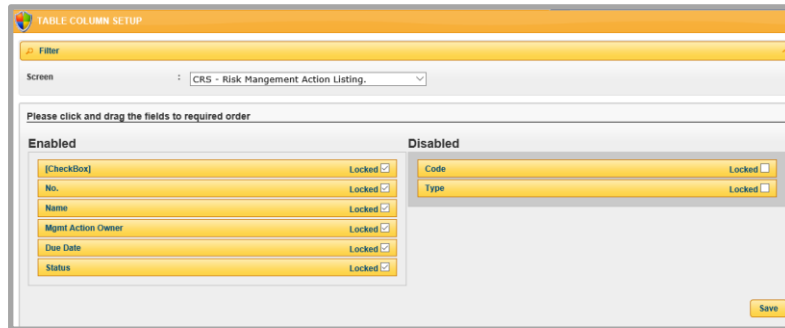 TABLE COLUMN SETUP
Filter
Screen : CRS - Risk Mangement Action Listing.
Please click and drag the fields to required order
Enabled Disabled
[CheckBox] Locked Code Locked
No. Locked Type Locked
Name Locked
Mgmt Action Owner Locked
Due Date Locked
Status Locked
Save